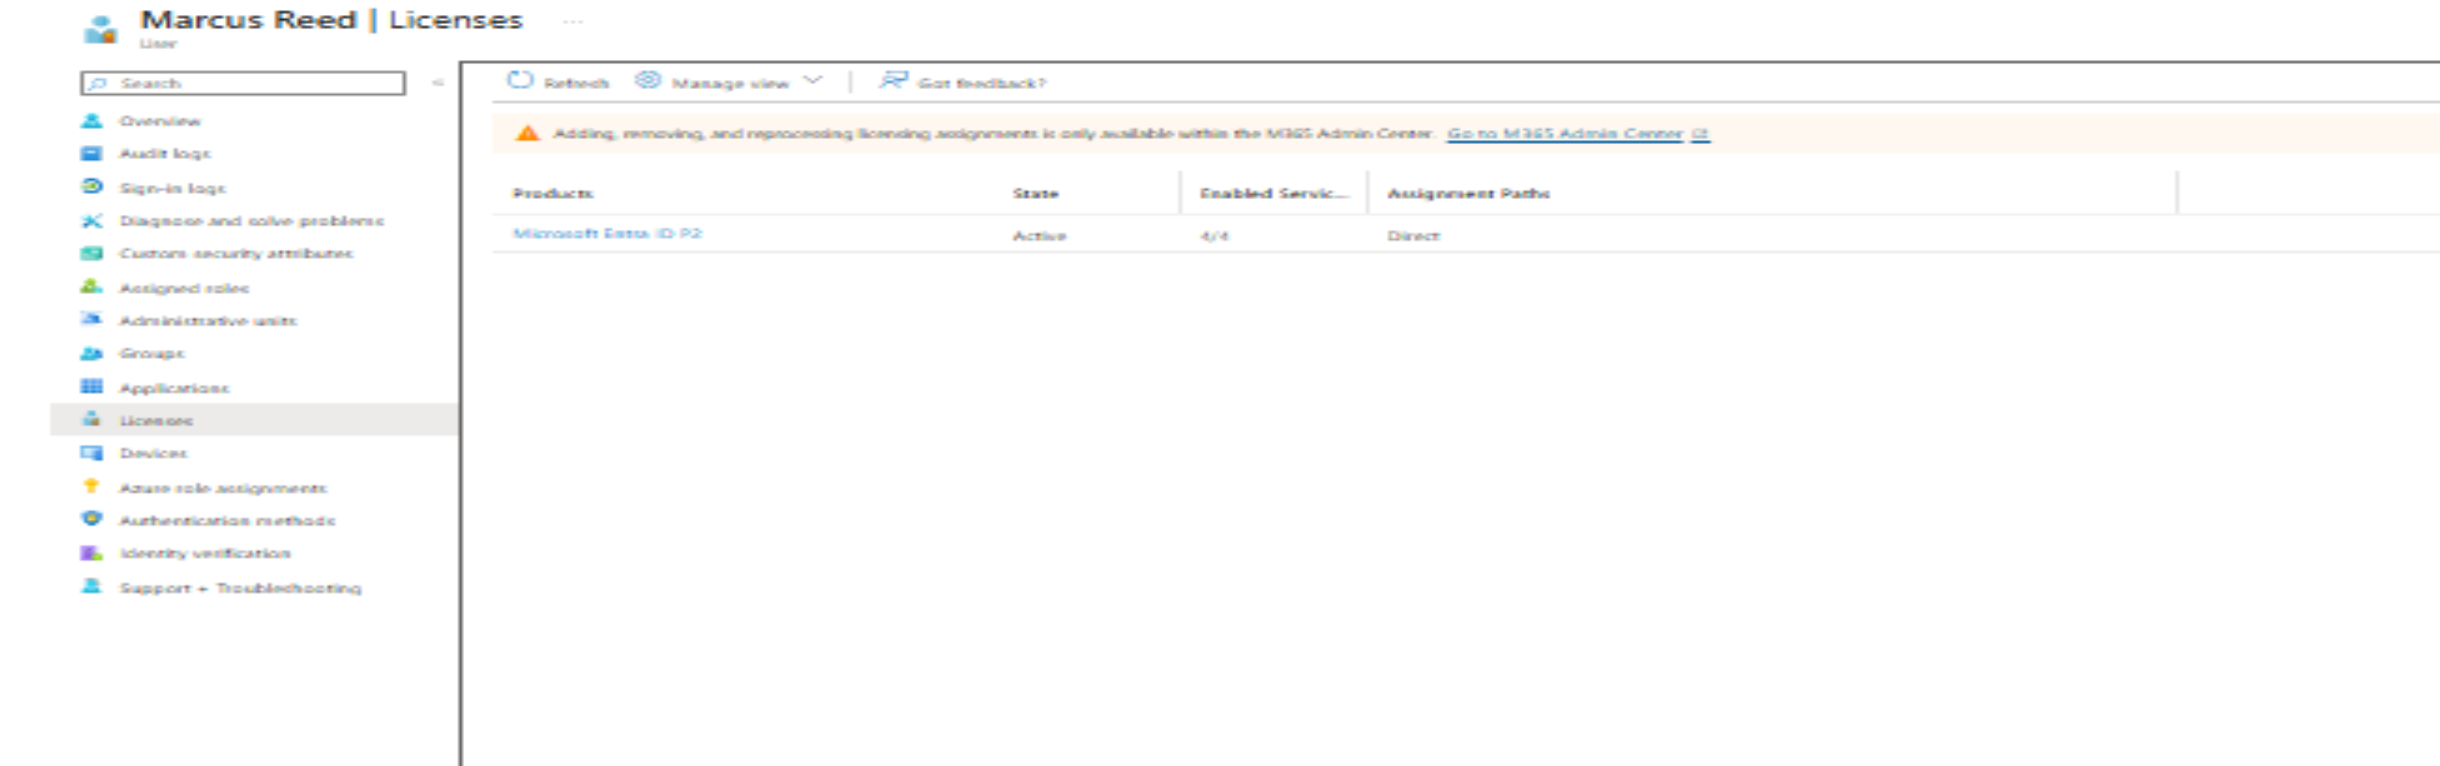 Marcus Reed | Licenses ...
User
Search
Overview
Audit logs
Sign-in logs
Diagnose and solve problems
Custom security attributes
Assigned roles
Administrative units
Groups
Applications
Licenses
Devices
Azure role assignments
Authentication methods
Identity verification
Support + Troubleshooting
Refresh Manage view | Got feedback?
Adding, removing, and reprocessing licensing assignments is only available within the M365 Admin Center. Go to M365 Admin Center
Products State Enabled Servic... Assignment Paths
Microsoft Entra ID P2 Active 4/4 Direct